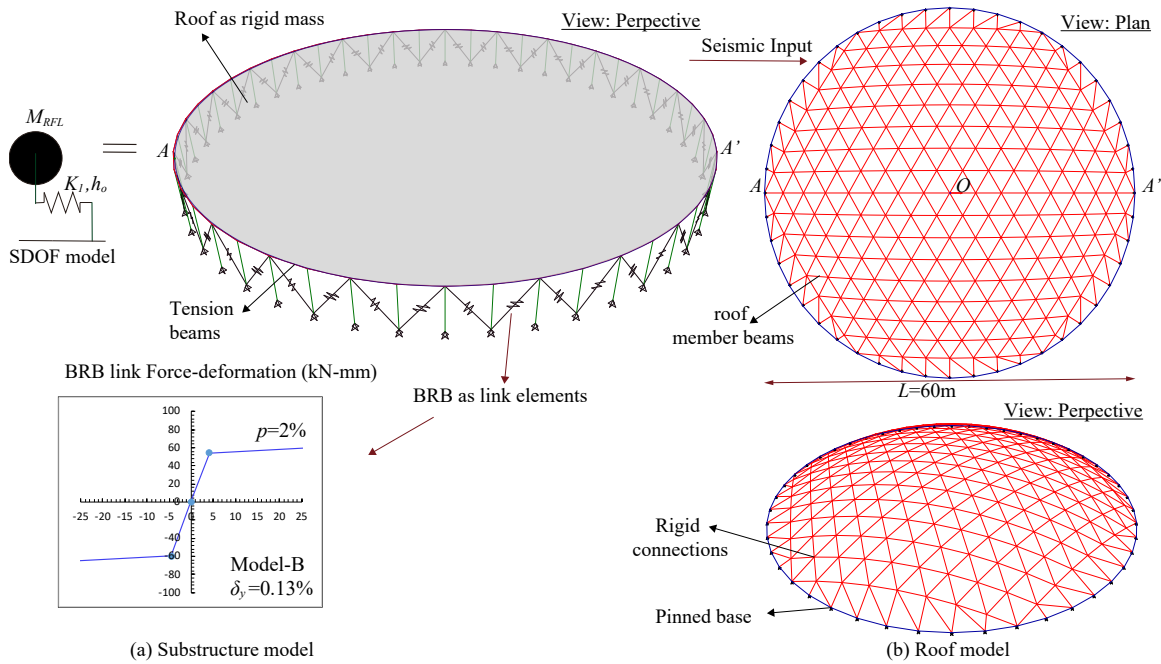 Roof as rigid mass
View: Perpective
Seismic Input
View: Plan
M_RFL
K_1,h_o
SDOF model
A
A'
A
O
A'
Tension
beams
roof
member beams
BRB link Force-deformation (kN-mm)
BRB as link elements
L=60m
View: Perpective
100
80
60
40
20
0
-20
-40
-60
-80
-100
-25 -20 -15 -10 -5 0 5 10 15 20 25
p=2%
Model-B
δ_y=0.13%
Rigid
connections
Pinned base
(a) Substructure model
(b) Roof model